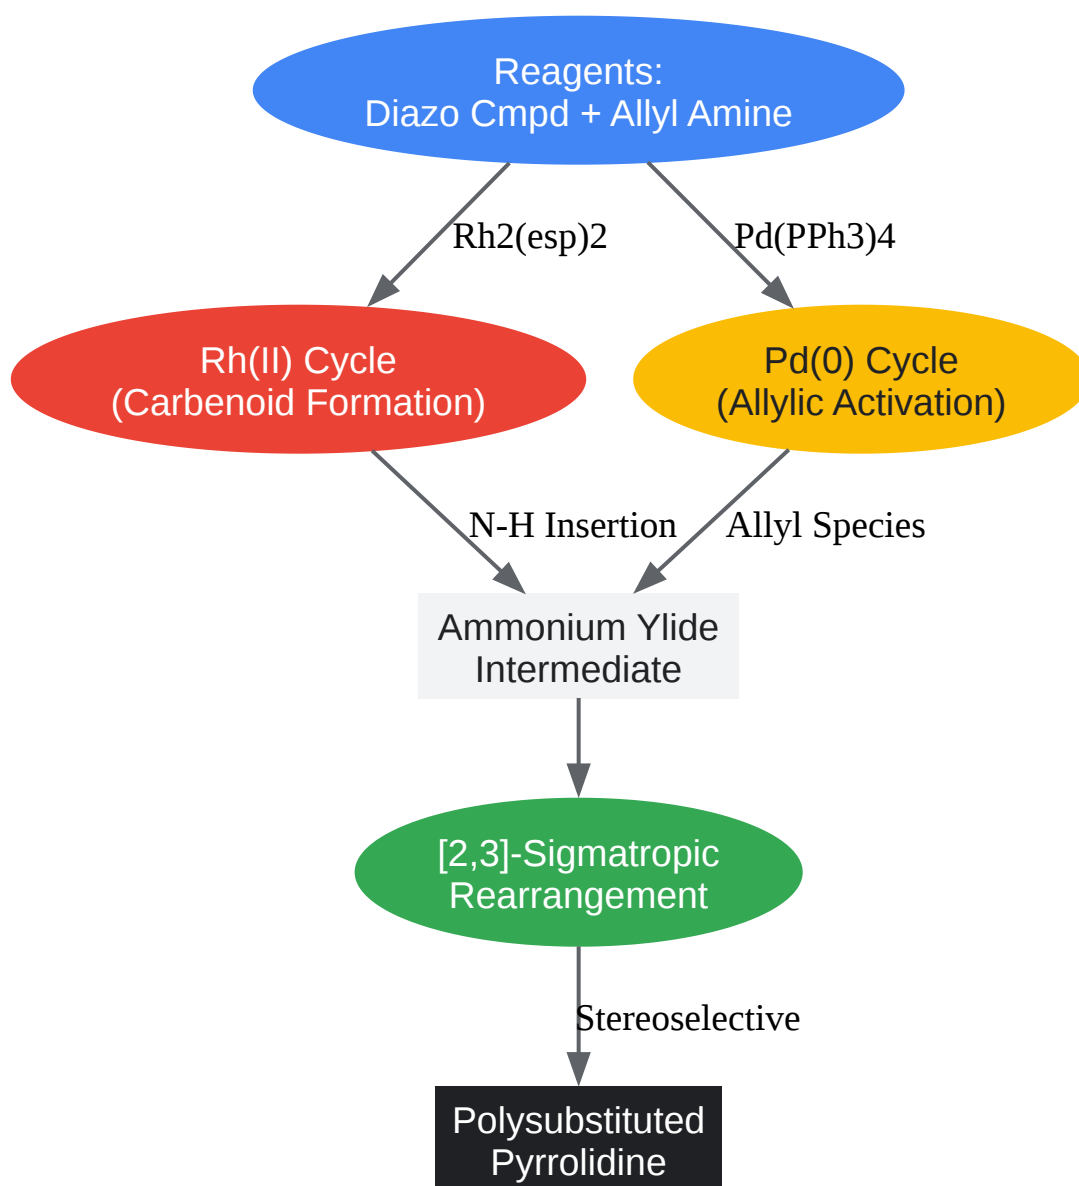 Reagents:
Diazo Cmpd + Allyl Amine
Rh2(esp)2
Pd(PPh3)4
Rh(II) Cycle
(Carbenoid Formation)
Pd(0) Cycle
(Allylic Activation)
N-H Insertion
Allyl Species
Ammonium Ylide
Intermediate
[2,3]-Sigmatropic
Rearrangement
Stereoselective
Polysubstituted
Pyrrolidine